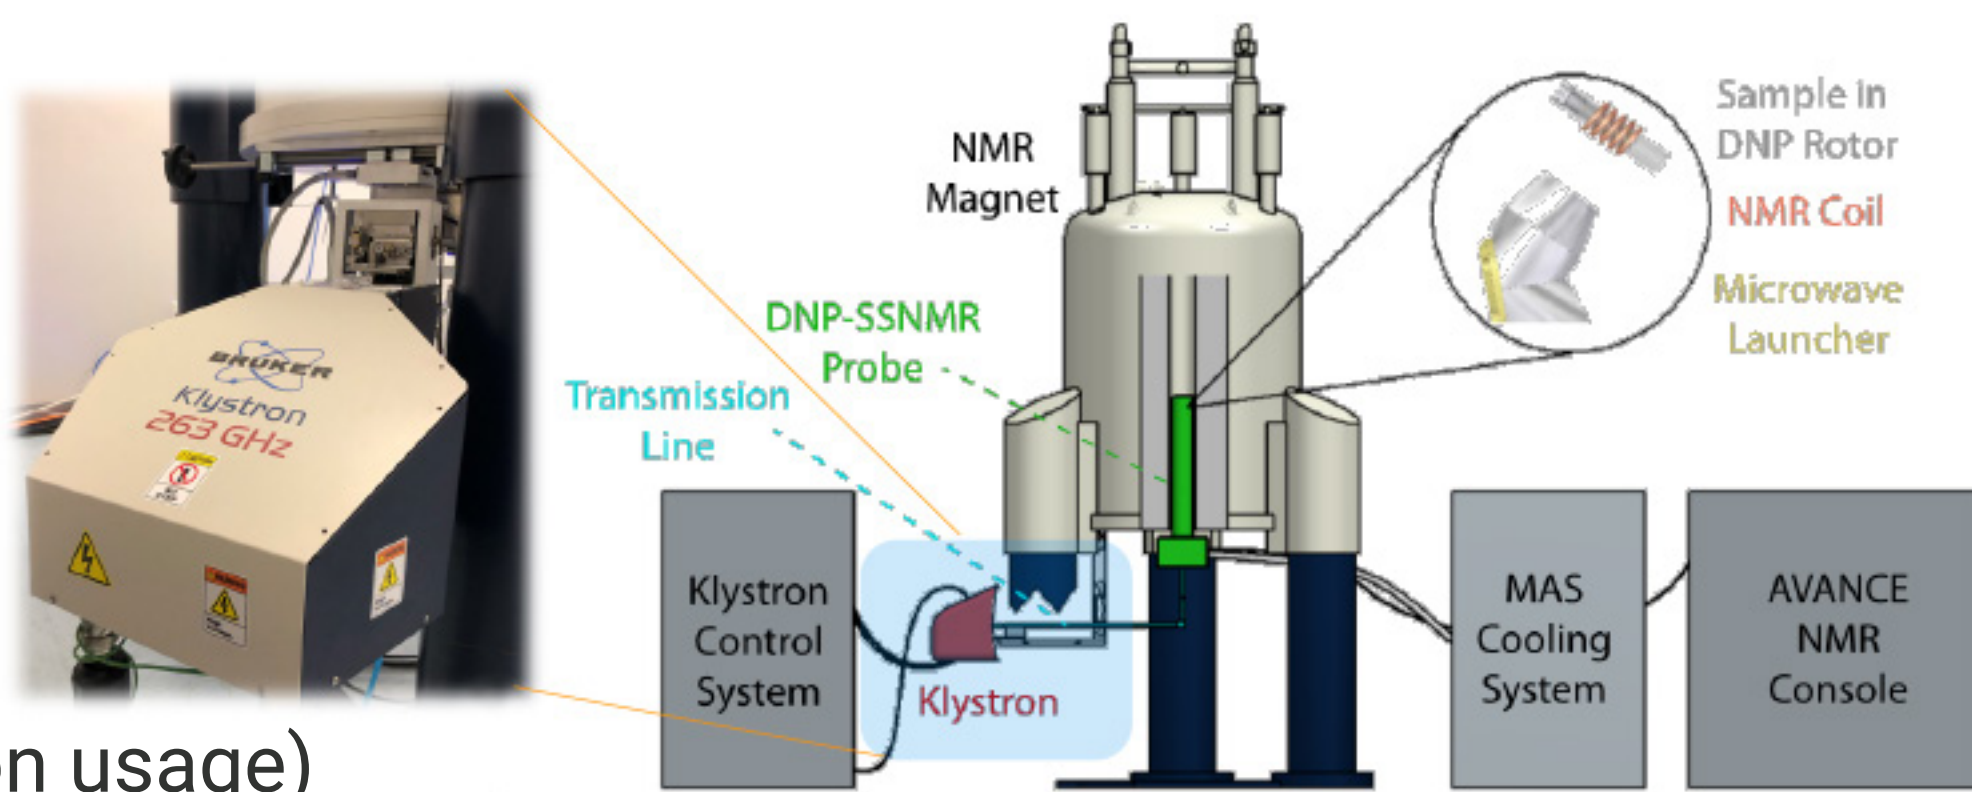 BRUKER
Klystron
263 GHz
NMR
Magnet
DNP-SSNMR
Probe
Transmission
Line
Sample in
DNP Rotor
NMR Coil
Microwave
Launcher
Klystron
Control
System
Klystron
MAS
Cooling
System
AVANCE
NMR
Console
on usage)